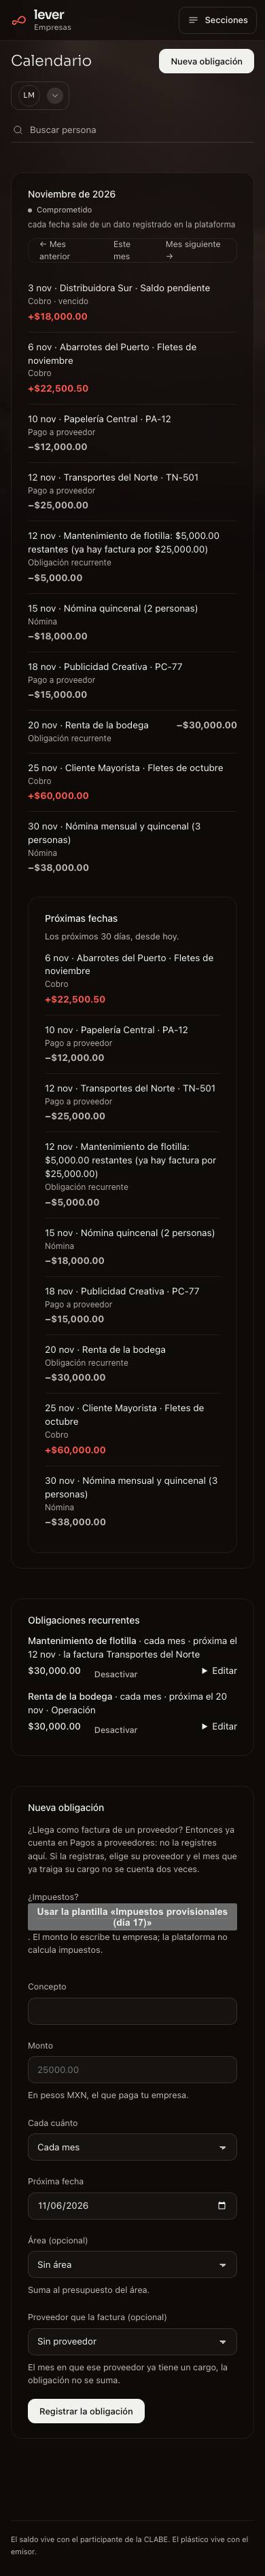 lever
Empresas
Secciones
Calendario
Nueva obligación
LM
Buscar persona
Noviembre de 2026
Comprometido
cada fecha sale de un dato registrado en la plataforma
← Mes
anterior
Este
mes
Mes siguiente
→
3 nov · Distribuidora Sur · Saldo pendiente
Cobro · vencido
+$18,000.00
6 nov · Abarrotes del Puerto · Fletes de
noviembre
Cobro
+$22,500.50
10 nov · Papelería Central · PA-12
Pago a proveedor
−$12,000.00
12 nov · Transportes del Norte · TN-501
Pago a proveedor
−$25,000.00
12 nov · Mantenimiento de flotilla: $5,000.00
restantes (ya hay factura por $25,000.00)
Obligación recurrente
−$5,000.00
15 nov · Nómina quincenal (2 personas)
Nómina
−$18,000.00
18 nov · Publicidad Creativa · PC-77
Pago a proveedor
−$15,000.00
20 nov · Renta de la bodega −$30,000.00
Obligación recurrente
25 nov · Cliente Mayorista · Fletes de octubre
Cobro
+$60,000.00
30 nov · Nómina mensual y quincenal (3
personas)
Nómina
−$38,000.00
Próximas fechas
Los próximos 30 días, desde hoy.
6 nov · Abarrotes del Puerto · Fletes de
noviembre
Cobro
+$22,500.50
10 nov · Papelería Central · PA-12
Pago a proveedor
−$12,000.00
12 nov · Transportes del Norte · TN-501
Pago a proveedor
−$25,000.00
12 nov · Mantenimiento de flotilla:
$5,000.00 restantes (ya hay factura por
$25,000.00)
Obligación recurrente
−$5,000.00
15 nov · Nómina quincenal (2 personas)
Nómina
−$18,000.00
18 nov · Publicidad Creativa · PC-77
Pago a proveedor
−$15,000.00
20 nov · Renta de la bodega
Obligación recurrente
−$30,000.00
25 nov · Cliente Mayorista · Fletes de
octubre
Cobro
+$60,000.00
30 nov · Nómina mensual y quincenal (3
personas)
Nómina
−$38,000.00
Obligaciones recurrentes
Mantenimiento de flotilla · cada mes · próxima el
12 nov · la factura Transportes del Norte
$30,000.00 Desactivar ▶ Editar
Renta de la bodega · cada mes · próxima el 20
nov · Operación
$30,000.00 Desactivar ▶ Editar
Nueva obligación
¿Llega como factura de un proveedor? Entonces ya
cuenta en Pagos a proveedores: no la registres
aquí. Si la registras, elige su proveedor y el mes que
ya traiga su cargo no se cuenta dos veces.
¿Impuestos?
Usar la plantilla «Impuestos provisionales
(día 17)»
. El monto lo escribe tu empresa; la plataforma no
calcula impuestos.
Concepto
Monto
25000.00
En pesos MXN, el que paga tu empresa.
Cada cuánto
Cada mes
Próxima fecha
11/06/2026
Área (opcional)
Sin área
Suma al presupuesto del área.
Proveedor que la factura (opcional)
Sin proveedor
El mes en que ese proveedor ya tiene un cargo, la
obligación no se suma.
Registrar la obligación
El saldo vive con el participante de la CLABE. El plástico vive con el
emisor.